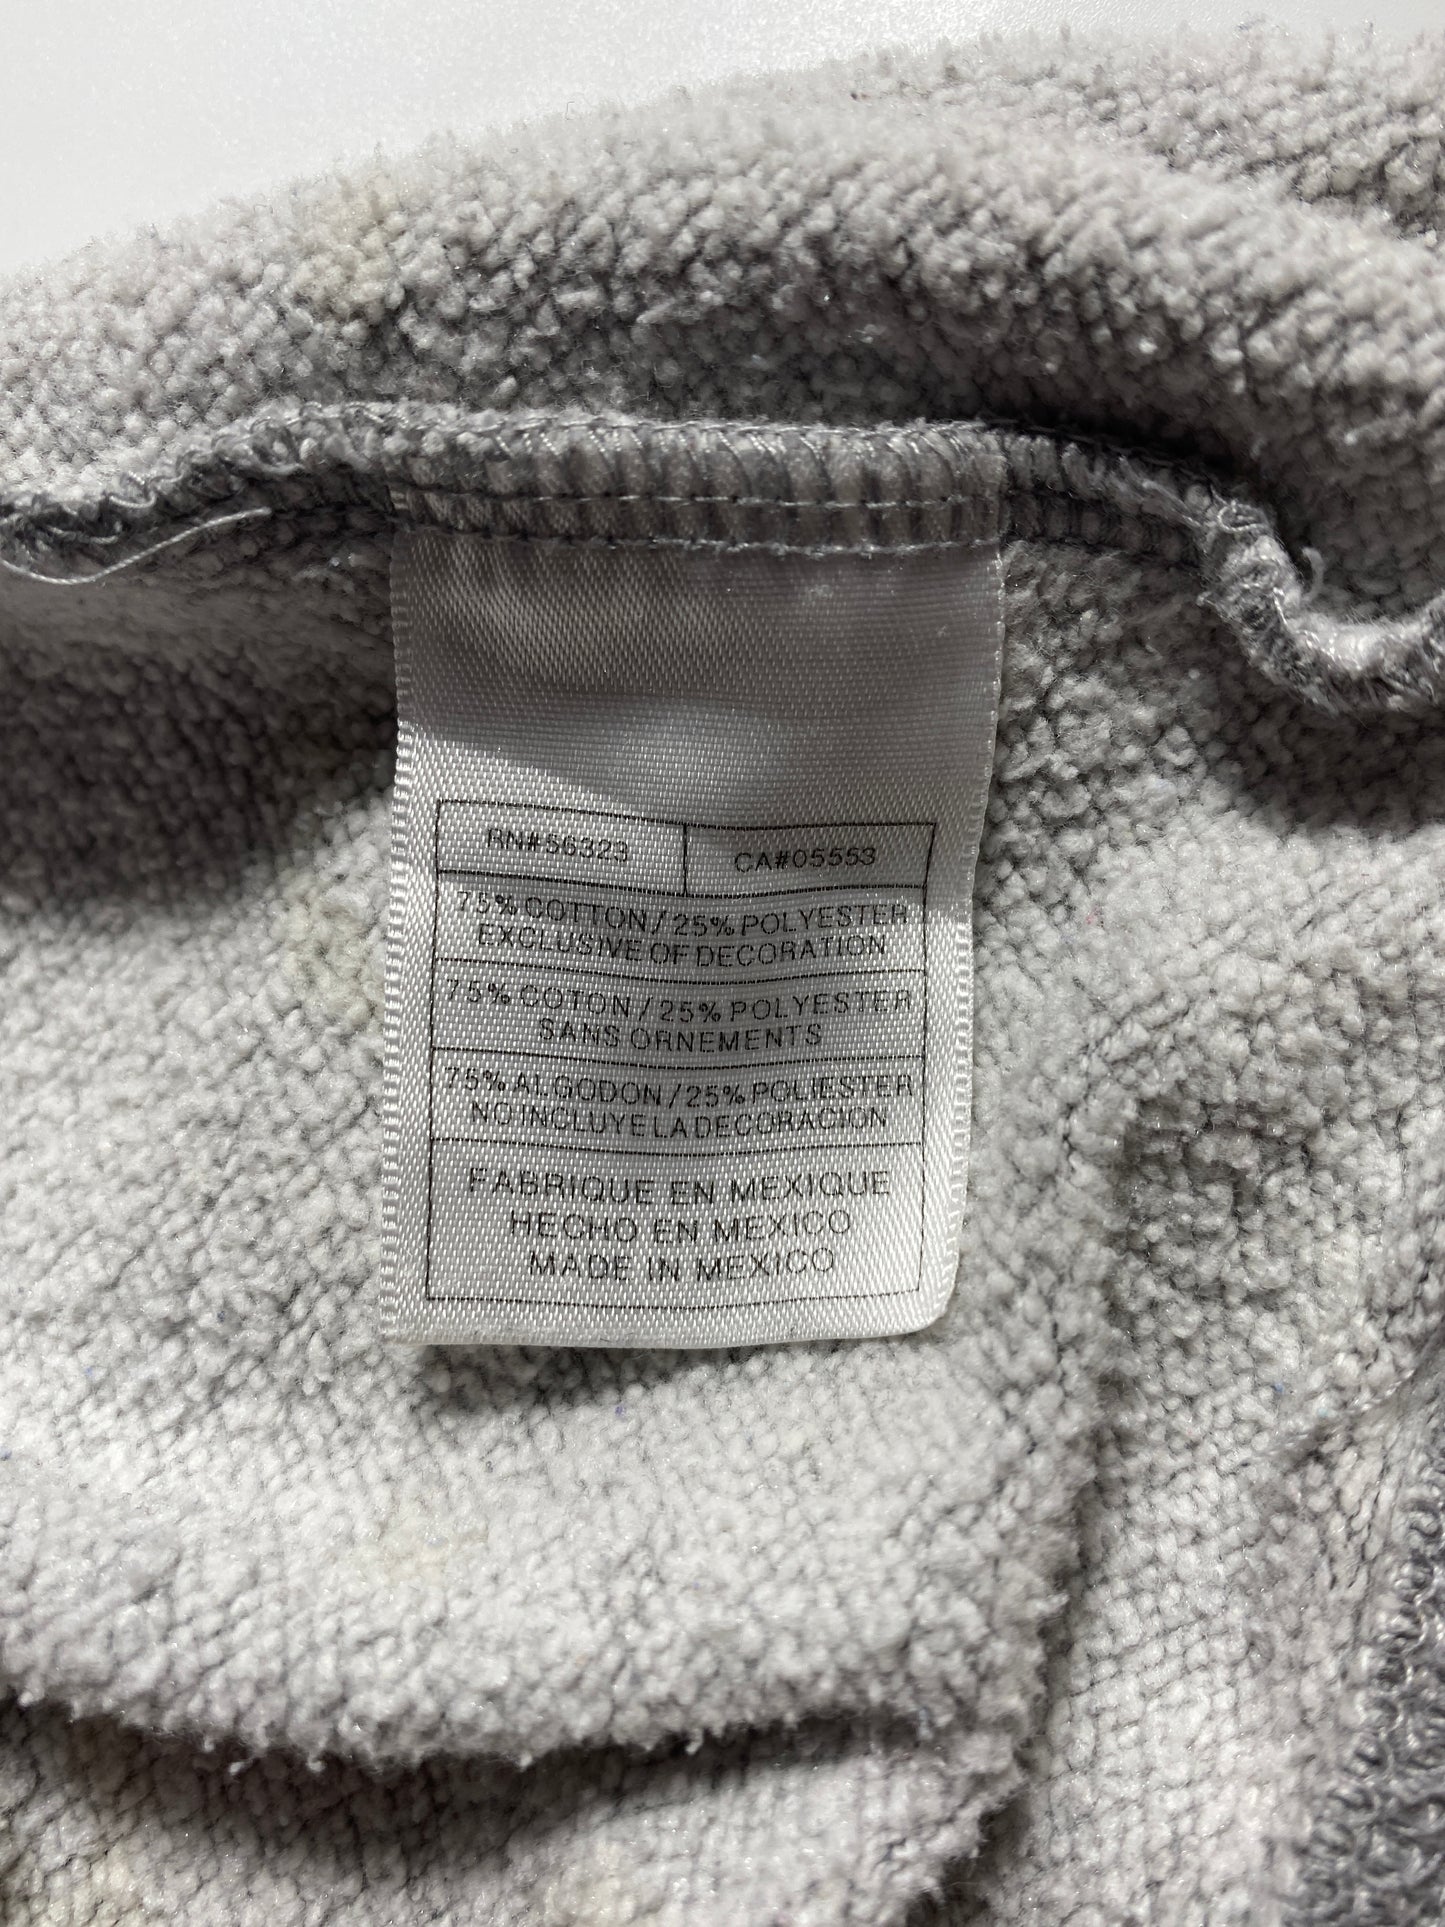 RN#56323 CA#05553
75% COTTON / 25% POLYESTER
EXCLUSIVE OF DECORATION
75% COTON / 25% POLYESTER
SANS ORNEMENTS
75% ALGODON / 25% POLIESTER
NO INCLUYE LA DECORACION
FABRIQUE EN MEXIQUE
HECHO EN MEXICO
MADE IN MEXICO